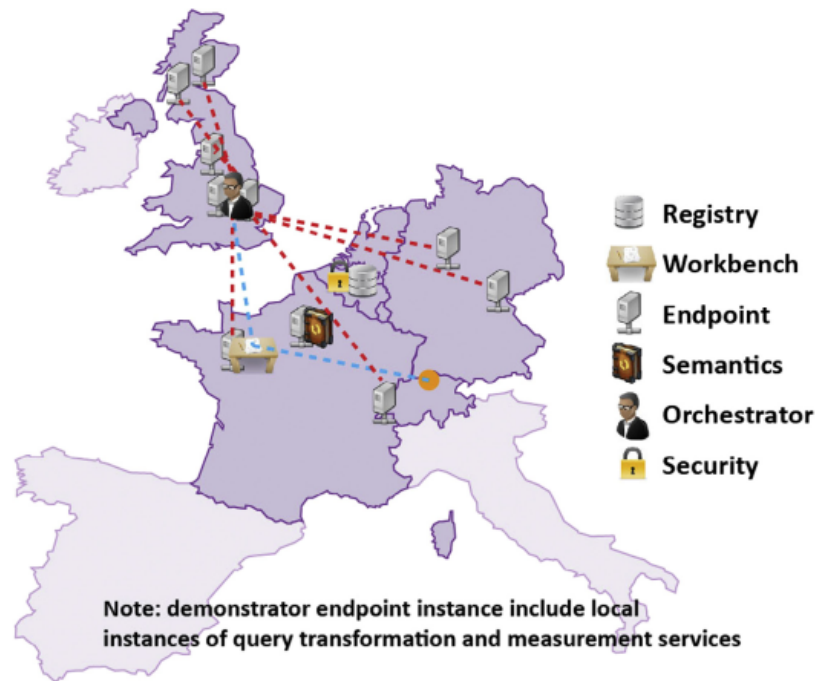 Registry
Workbench
Endpoint
Semantics
Orchestrator
Security
Note: demonstrator endpoint instance include local
instances of query transformation and measurement services